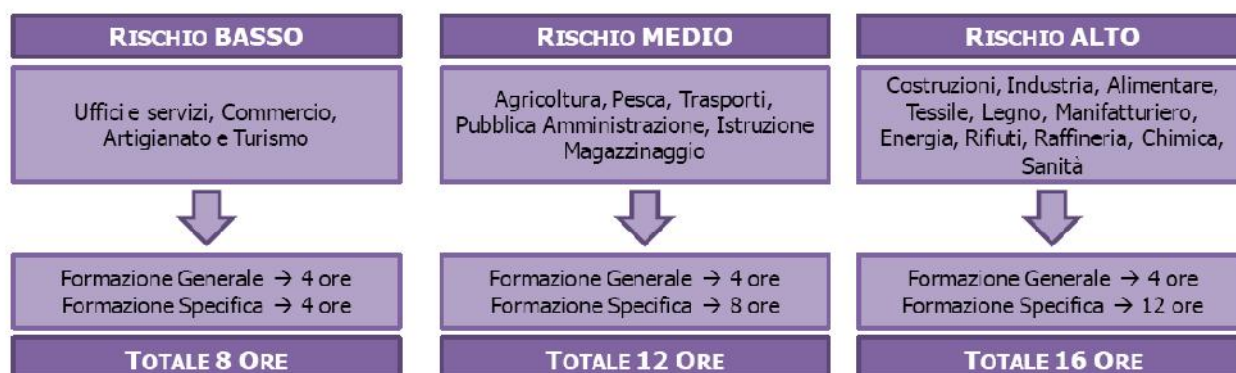 RISCHIO BASSO
Uffici e servizi, Commercio,
Artigianato e Turismo
Formazione Generale → 4 ore
Formazione Specifica → 4 ore
TOTALE 8 ORE
RISCHIO MEDIO
Agricoltura, Pesca, Trasporti,
Pubblica Amministrazione, Istruzione
Magazzinaggio
Formazione Generale → 4 ore
Formazione Specifica → 8 ore
TOTALE 12 ORE
RISCHIO ALTO
Costruzioni, Industria, Alimentare,
Tessile, Legno, Manifatturiero,
Energia, Rifiuti, Raffineria, Chimica,
Sanità
Formazione Generale → 4 ore
Formazione Specifica → 12 ore
TOTALE 16 ORE